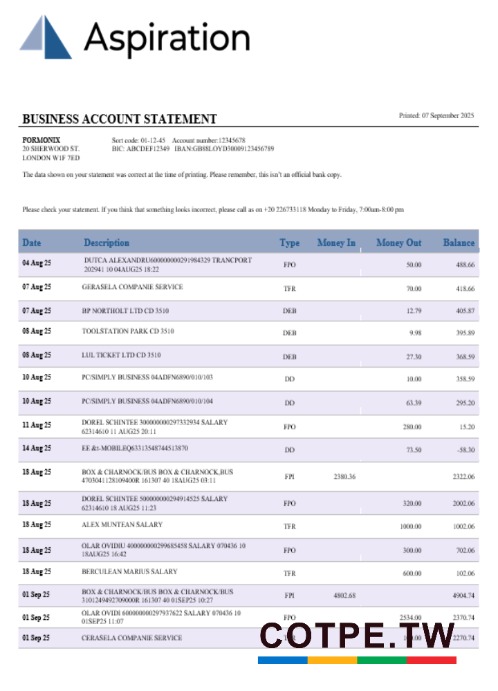 Aspiration
BUSINESS ACCOUNT STATEMENT
Printed: 07 September 2025
FORMONIX Sort code: 01-12-45 Account number:12345678
20 SHERWOOD ST. BIC: ABCDEF12349 IBAN:GB88LOYD30009123456789
LONDON W1F 7ED
The data shown on your statement was correct at the time of printing. Please remember, this isn't an official bank copy.
Please check your statement. If you think that something looks incorrect, please call as on +20 226733118 Monday to Friday, 7:00am-8:00 pm
Date Description Type Money In Money Out Balance
04 Aug 25 DUTCA ALEXANDRU600000000291984329 TRANCPORT FPO 50.00 488.66
202941 10 04AUG25 18:22
07 Aug 25 GERASELA COMPANIE SERVICE TFR 70.00 418.66
07 Aug 25 BP NORTHOLT LTD CD 3510 DEB 12.79 405.87
08 Aug 25 TOOLSTATION PARK CD 3510 DEB 9.98 395.89
08 Aug 25 LUL TICKET LTD CD 3510 DEB 27.30 368.59
10 Aug 25 PC/SIMPLY BUSINESS 04ADFN6890/010/103 DD 10.00 358.59
10 Aug 25 PC/SIMPLY BUSINESS 04ADFN6890/010/104 DD 63.39 295.20
11 Aug 25 DOREL SCHINTEE 300000000297332934 SALARY FPO 280.00 15.20
62314610 11 AUG25 20:11
14 Aug 25 EE &t-MOBILEQ63313548744513870 DD 73.50 -58.30
18 Aug 25 BOX & CHARNOCK/BUS BOX & CHARNOCK,BUS FPI 2380.36 2322.06
4703041128109400R 161307 40 18AUG25 03:11
18 Aug 25 DOREL SCHINTEE 500000000294914525 SALARY FPO 320.00 2002.06
62314610 18 AUG25 11:23
18 Aug 25 ALEX MUNTEAN SALARY TFR 1000.00 1002.06
18 Aug 25 OLAR OVIDIU 400000000299685458 SALARY 070436 10 FPO 300.00 702.06
18AUG25 16:42
18 Aug 25 BERCULEAN MARIUS SALARY TFR 600.00 102.06
01 Sep 25 BOX & CHARNOCK/BUS BOX & CHARNOCK/BUS FPI 4802.68 4904.74
3101249492709000R 161307 40 01SEP25 10:27
01 Sep 25 OLAR OVIDI 600000000297937622 SALARY 070436 10 FPO 2534.00 2370.74
01SEP25 11:07
01 Sep 25 CERASELA COMPANIE SERVICE 2270.74
COTPE.TW